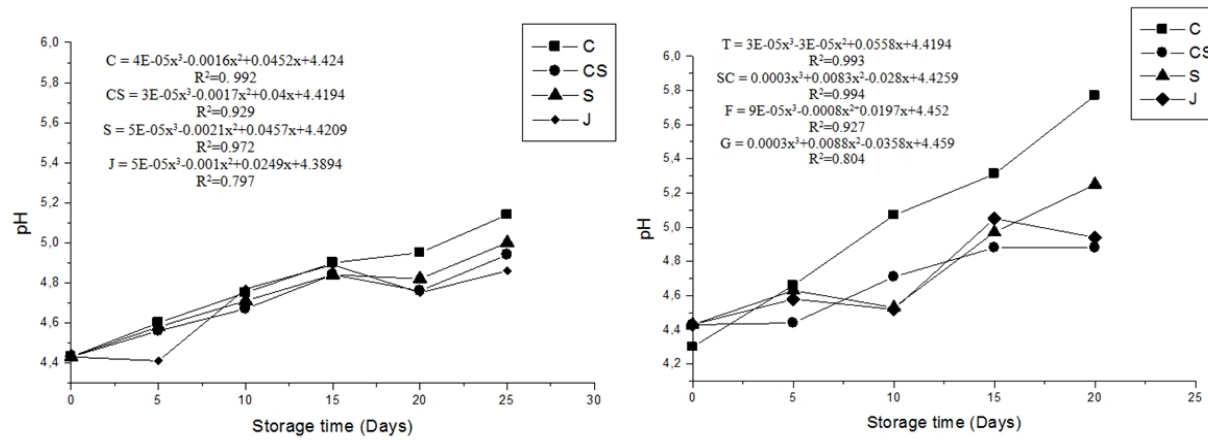 C = 4E-05x³-0.0016x²+0.0452x+4.424
R²=0. 992
CS = 3E-05x³-0.0017x²+0.04x+4.4194
R²=0.929
S = 5E-05x³-0.0021x²+0.0457x+4.4209
R²=0.972
J = 5E-05x³-0.001x²+0.0249x+4.3894
R²=0.797
C
CS
S
J
6,0
5,8
5,6
5,4
5,2
5,0
4,8
4,6
4,4
pH
0 5 10 15 20 25 30
Storage time (Days)
T = 3E-05x³-3E-05x²+0.0558x+4.4194
R²=0.993
SC = 0.0003x³+0.0083x²-0.028x+4.4259
R²=0.994
F = 9E-05x³-0.0008x²⁺0.0197x+4.452
R²=0.927
G = 0.0003x³+0.0088x²-0.0358x+4.459
R²=0.804
C
CS
S
J
6,0
5,8
5,6
5,4
5,2
5,0
4,8
4,6
4,4
4,2
pH
0 5 10 15 20 25
Storage time (Days)